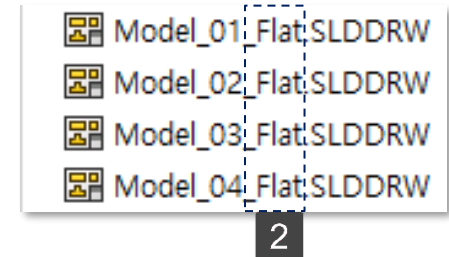 Model_01_Flat.SLDDRW
Model_02_Flat.SLDDRW
Model_03_Flat.SLDDRW
Model_04_Flat.SLDDRW
2